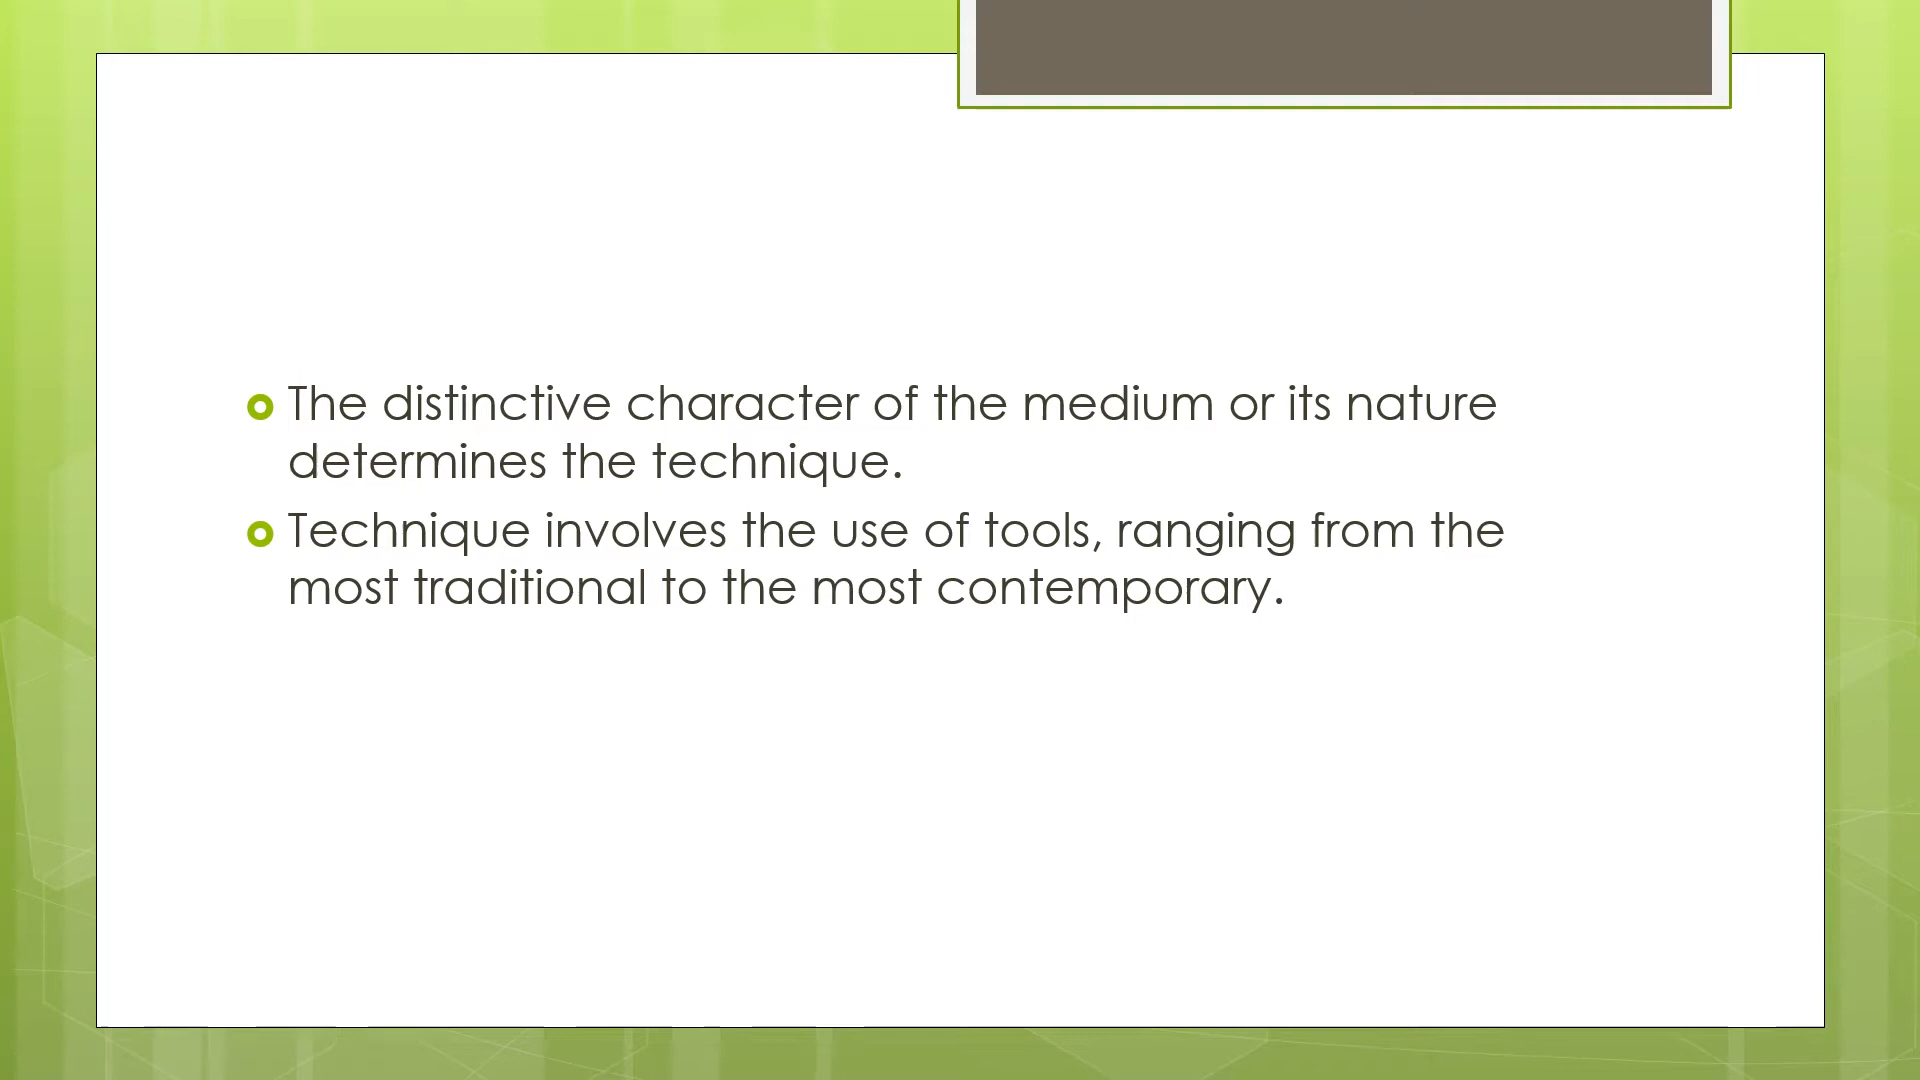 The distinctive character of the medium or its nature
determines the technique.
Technique involves the use of tools, ranging from the
most traditional to the most contemporary.